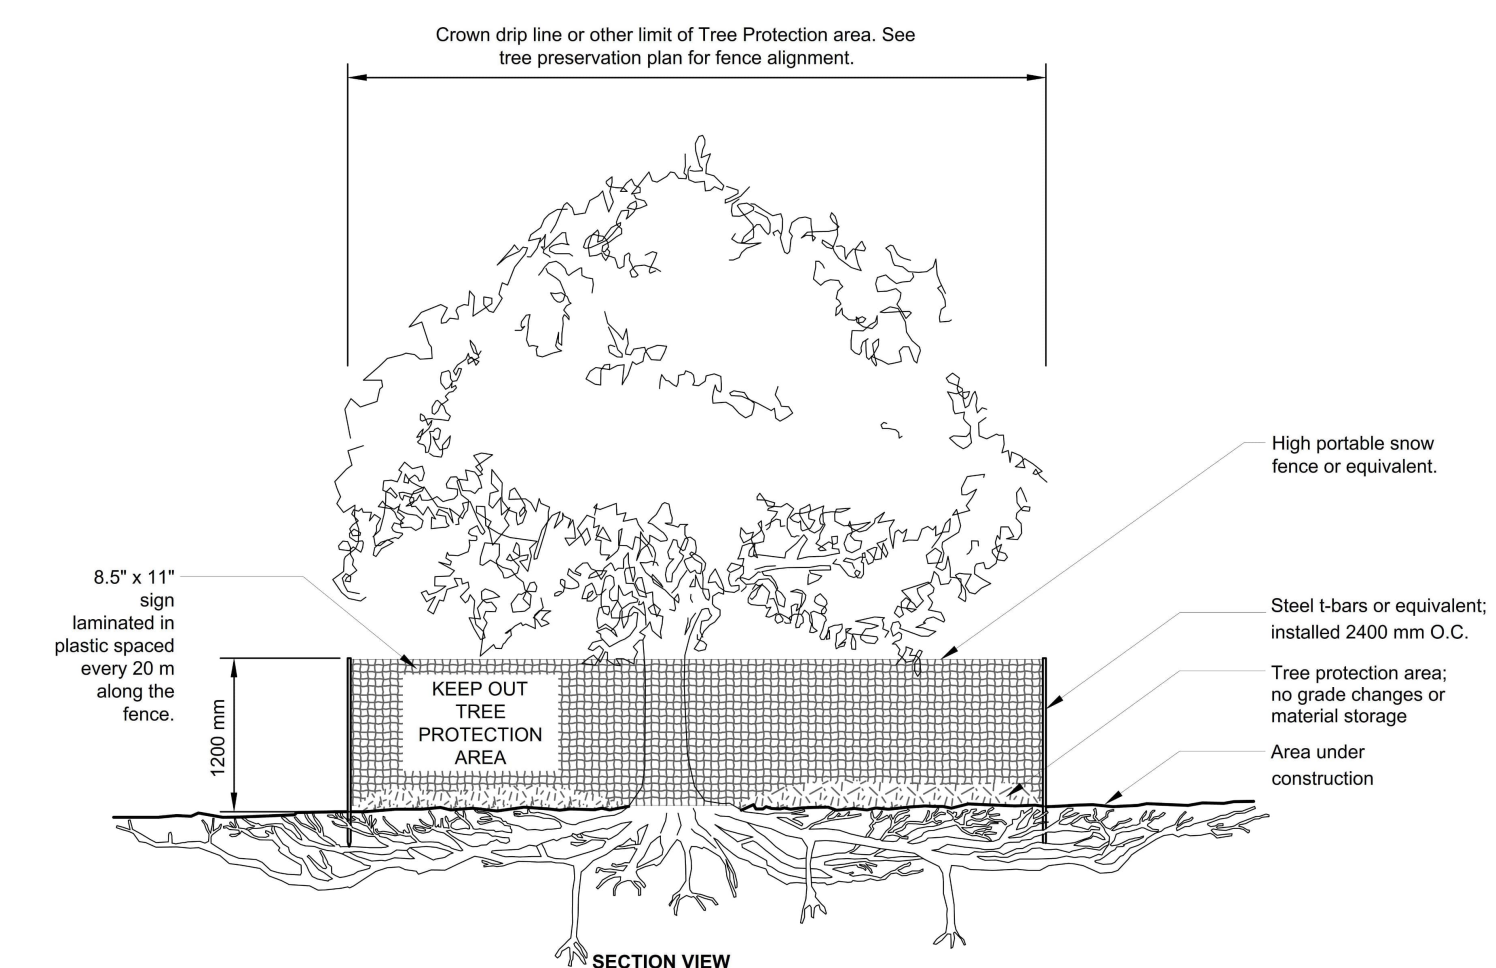 Crown drip line or other limit of Tree Protection area. See
tree preservation plan for fence alignment.
High portable snow
fence or equivalent.
8.5" x 11"
sign
laminated in
plastic spaced
every 20 m
along the
fence.
Steel t-bars or equivalent;
installed 2400 mm O.C.
1200 mm
KEEP OUT
TREE
PROTECTION
AREA
Tree protection area;
no grade changes or
material storage
Area under
construction
SECTION VIEW